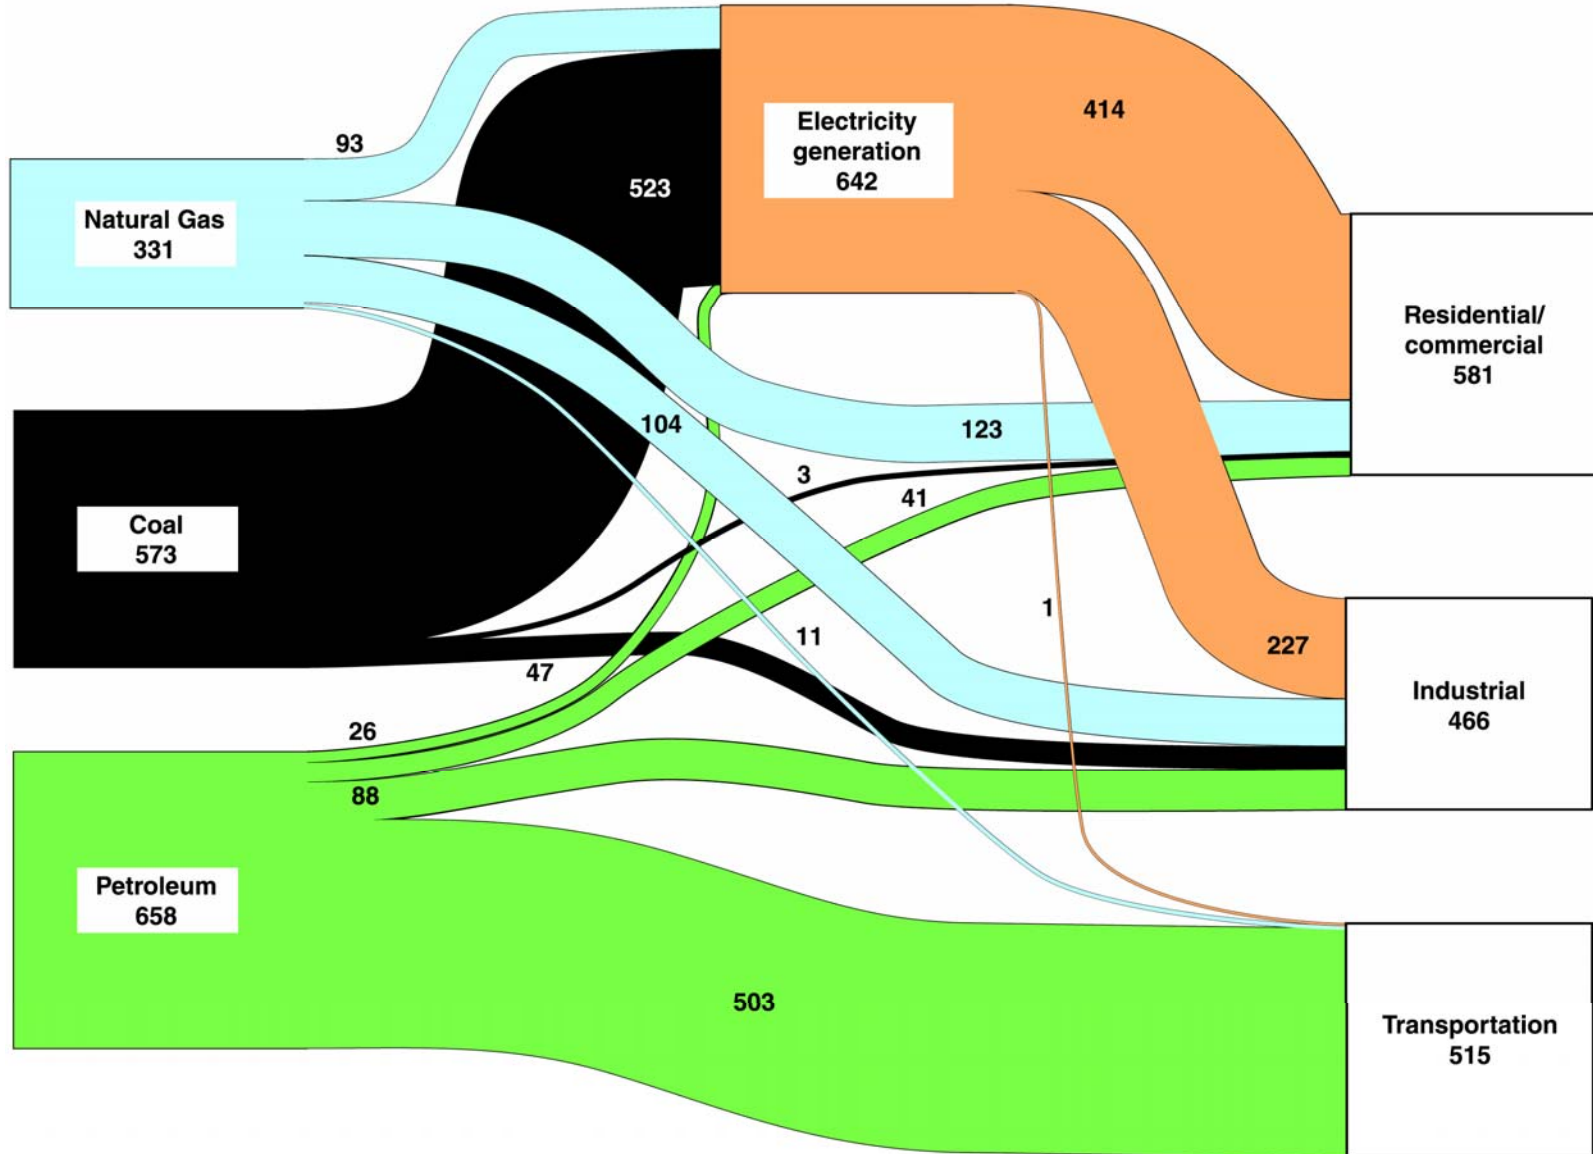 93
Natural Gas
331
523
Electricity
generation
642
414
Residential/
commercial
581
104
123
3
41
Coal
573
47
11
1
227
Industrial
466
26
88
Petroleum
658
503
Transportation
515